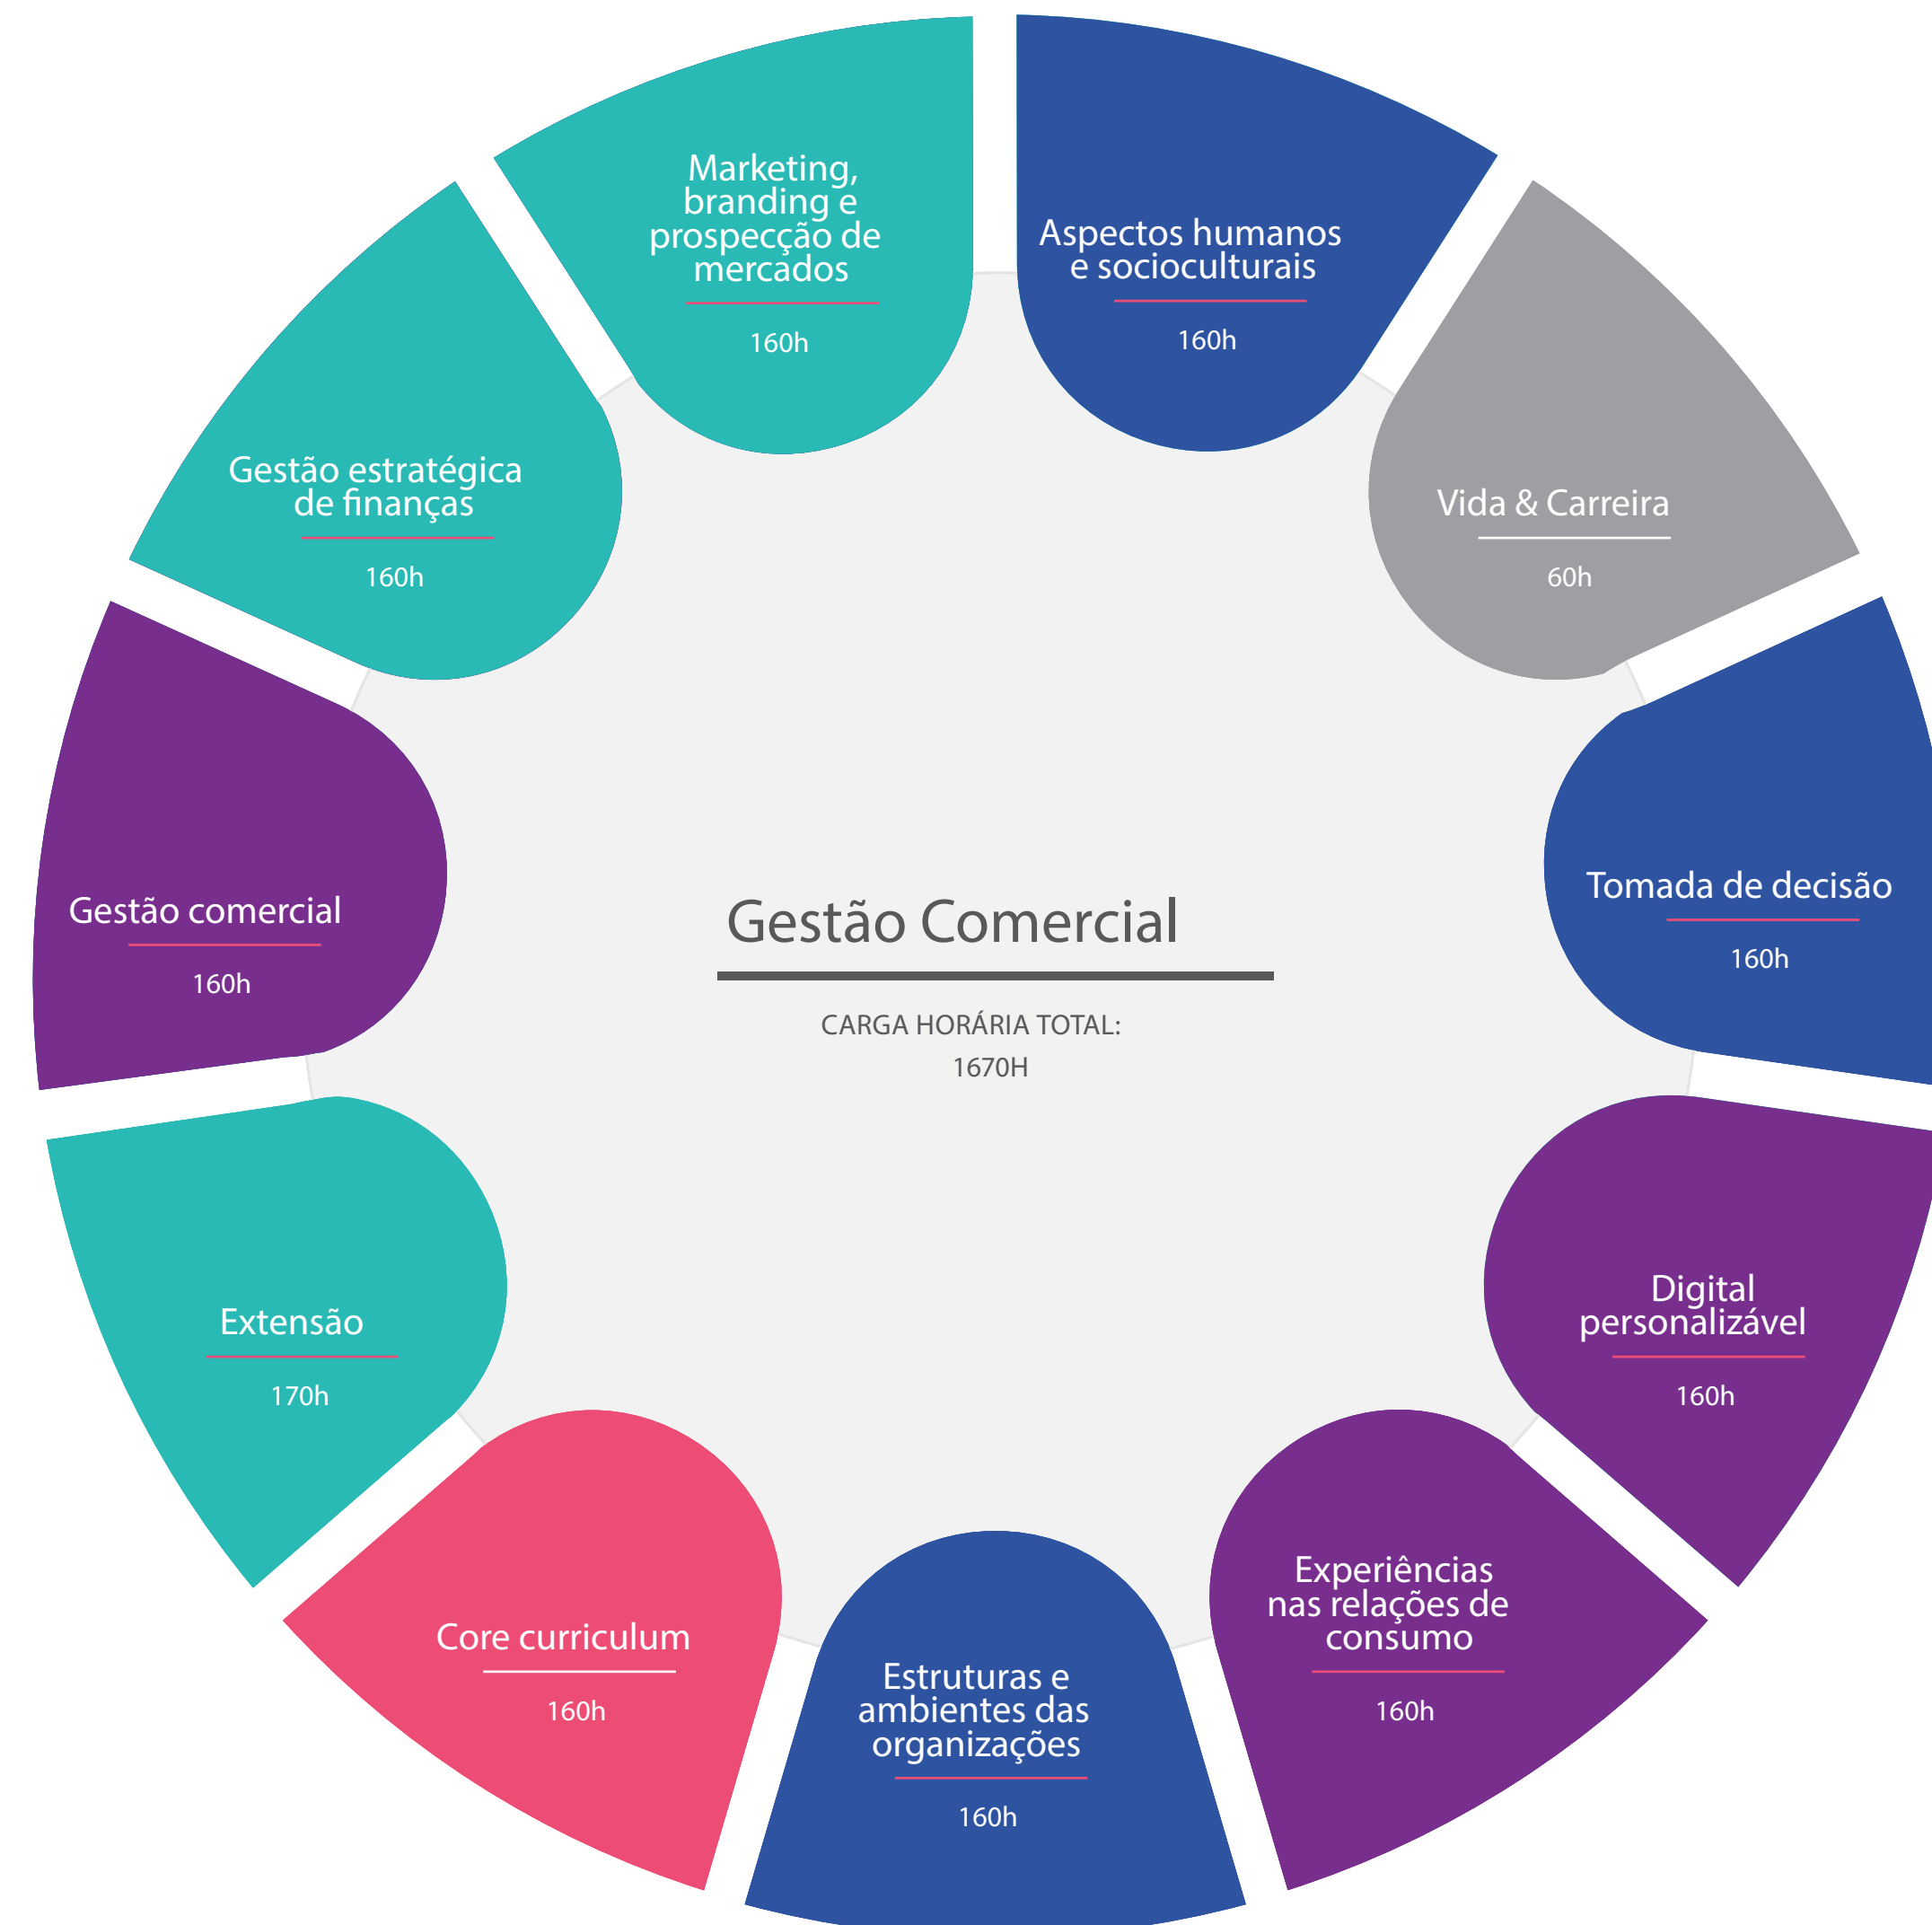 Marketing,
branding e
prospecção de
mercados
160h
Aspectos humanos
e socioculturais
160h
Gestão estratégica
de finanças
160h
Vida & Carreira
60h
Gestão comercial
160h
Gestão Comercial
CARGA HORÁRIA TOTAL:
1670H
Tomada de decisão
160h
Extensão
170h
Digital
personalizável
160h
Core curriculum
160h
Estruturas e
ambientes das
organizações
160h
Experiências
nas relações de
consumo
160h